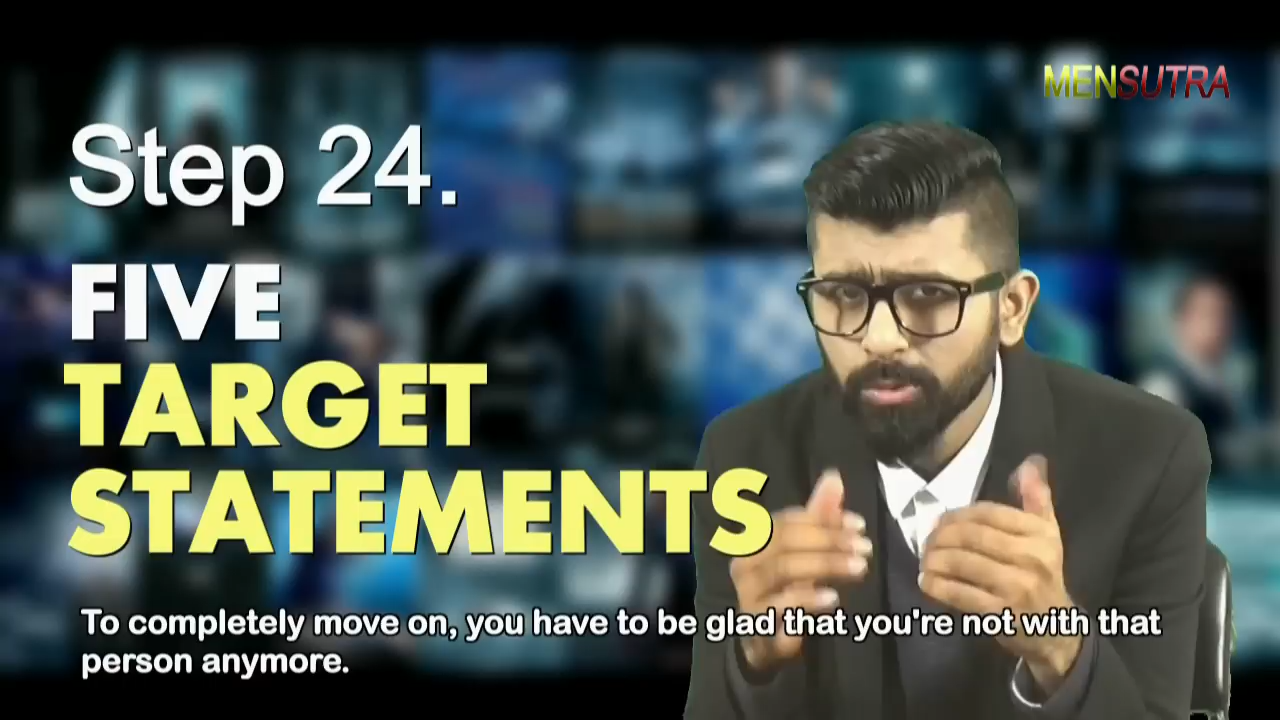 MENSUTRA
Step 24.
FIVE
TARGET
STATEMENTS
To completely move on, you have to be glad that you're not with that
person anymore.